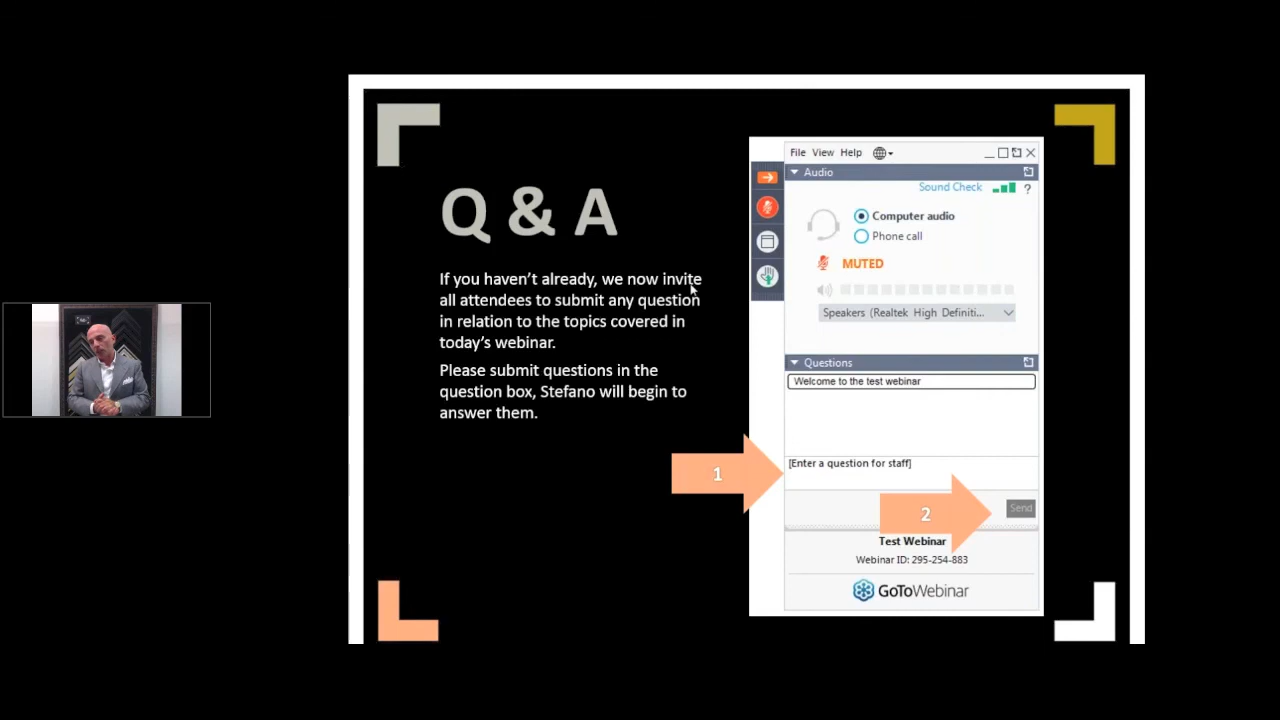 Q & A
If you haven't already, we now invite
all attendees to submit any question
in relation to the topics covered in
today's webinar.
Please submit questions in the
question box, Stefano will begin to
answer them.
File View Help
Audio
Sound Check
?
Computer audio
Phone call
MUTED
Speakers (Realtek High Definiti...
Questions
Welcome to the test webinar
[Enter a question for staff]
1
2
Send
Test Webinar
Webinar ID: 295-254-883
GoToWebinar